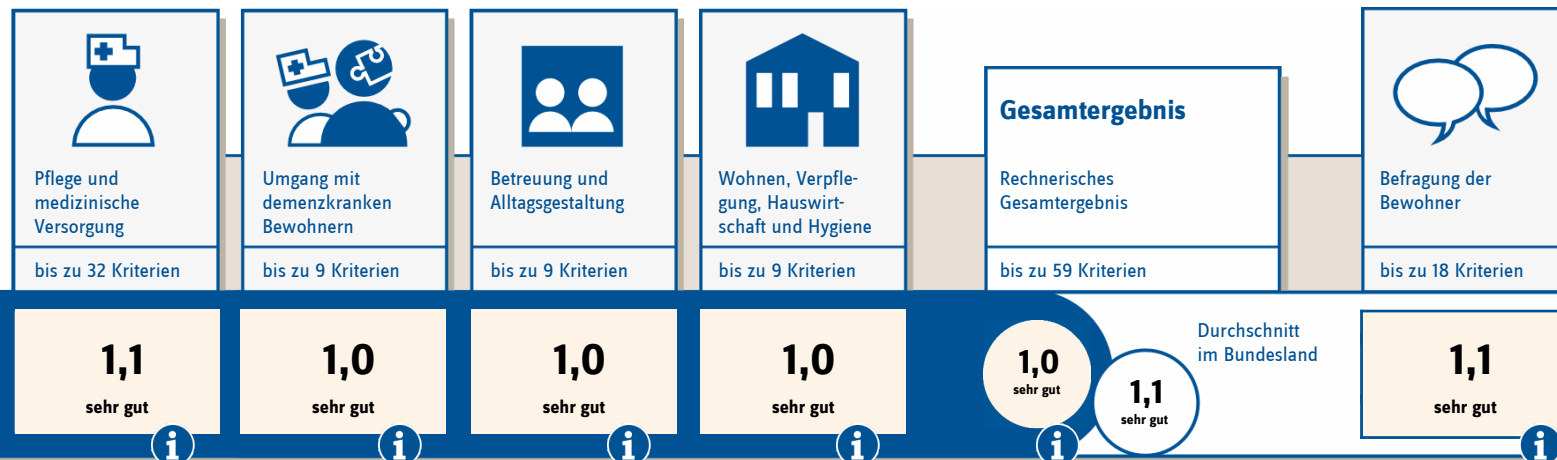 Pflege und
medizinische
Versorgung
bis zu 32 Kriterien
1,1
sehr gut
i
Umgang mit
demenzkranken
Bewohnern
bis zu 9 Kriterien
1,0
sehr gut
i
Betreuung und
Alltagsgestaltung
bis zu 9 Kriterien
1,0
sehr gut
i
Wohnen, Verpfle-
gung, Hauswirt-
schaft und Hygiene
bis zu 9 Kriterien
1,0
sehr gut
i
Gesamtergebnis
Rechnerisches
Gesamtergebnis
bis zu 59 Kriterien
1,0
sehr gut
i
Durchschnitt
im Bundesland
1,1
sehr gut
Befragung der
Bewohner
bis zu 18 Kriterien
1,1
sehr gut
i